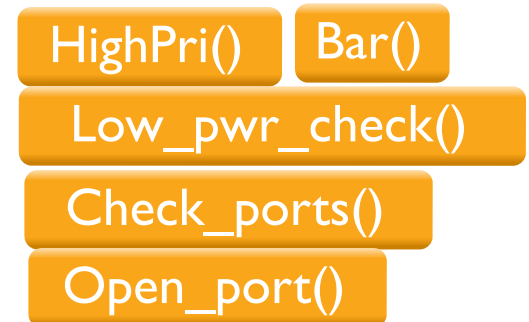 HighPri() Bar()
Low_pwr_check()
Check_ports()
Open_port()